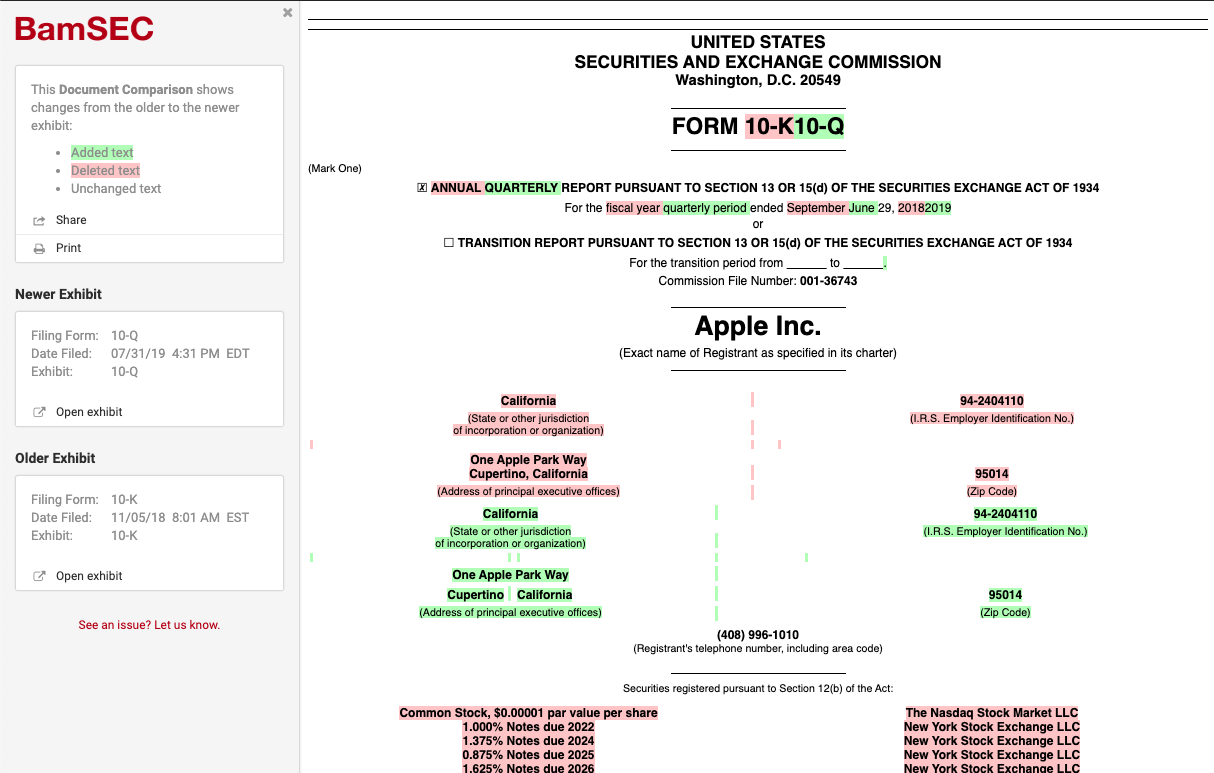 BamSEC
This Document Comparison shows
changes from the older to the newer
exhibit:
• Added text
• Deleted text
• Unchanged text
Share
Print
Newer Exhibit
Filing Form: 10-Q
Date Filed: 07/31/19 4:31 PM EDT
Exhibit: 10-Q
Open exhibit
Older Exhibit
Filing Form: 10-K
Date Filed: 11/05/18 8:01 AM EST
Exhibit: 10-K
Open exhibit
See an issue? Let us know.
UNITED STATES
SECURITIES AND EXCHANGE COMMISSION
Washington, D.C. 20549
FORM 10-K10-Q
(Mark One)
☒ ANNUAL QUARTERLY REPORT PURSUANT TO SECTION 13 OR 15(d) OF THE SECURITIES EXCHANGE ACT OF 1934
For the fiscal year quarterly period ended September June 29, 20182019
or
☐ TRANSITION REPORT PURSUANT TO SECTION 13 OR 15(d) OF THE SECURITIES EXCHANGE ACT OF 1934
For the transition period from ______ to ______.
Commission File Number: 001-36743
Apple Inc.
(Exact name of Registrant as specified in its charter)
California 94-2404110
(State or other jurisdiction (I.R.S. Employer Identification No.)
of incorporation or organization)
One Apple Park Way
Cupertino, California 95014
(Address of principal executive offices) (Zip Code)
California 94-2404110
(State or other jurisdiction (I.R.S. Employer Identification No.)
of incorporation or organization)
One Apple Park Way
Cupertino California 95014
(Address of principal executive offices) (Zip Code)
(408) 996-1010
(Registrant's telephone number, including area code)
Securities registered pursuant to Section 12(b) of the Act:
Common Stock, $0.00001 par value per share The Nasdaq Stock Market LLC
1.000% Notes due 2022 New York Stock Exchange LLC
1.375% Notes due 2024 New York Stock Exchange LLC
0.875% Notes due 2025 New York Stock Exchange LLC
1.625% Notes due 2026 New York Stock Exchange LLC